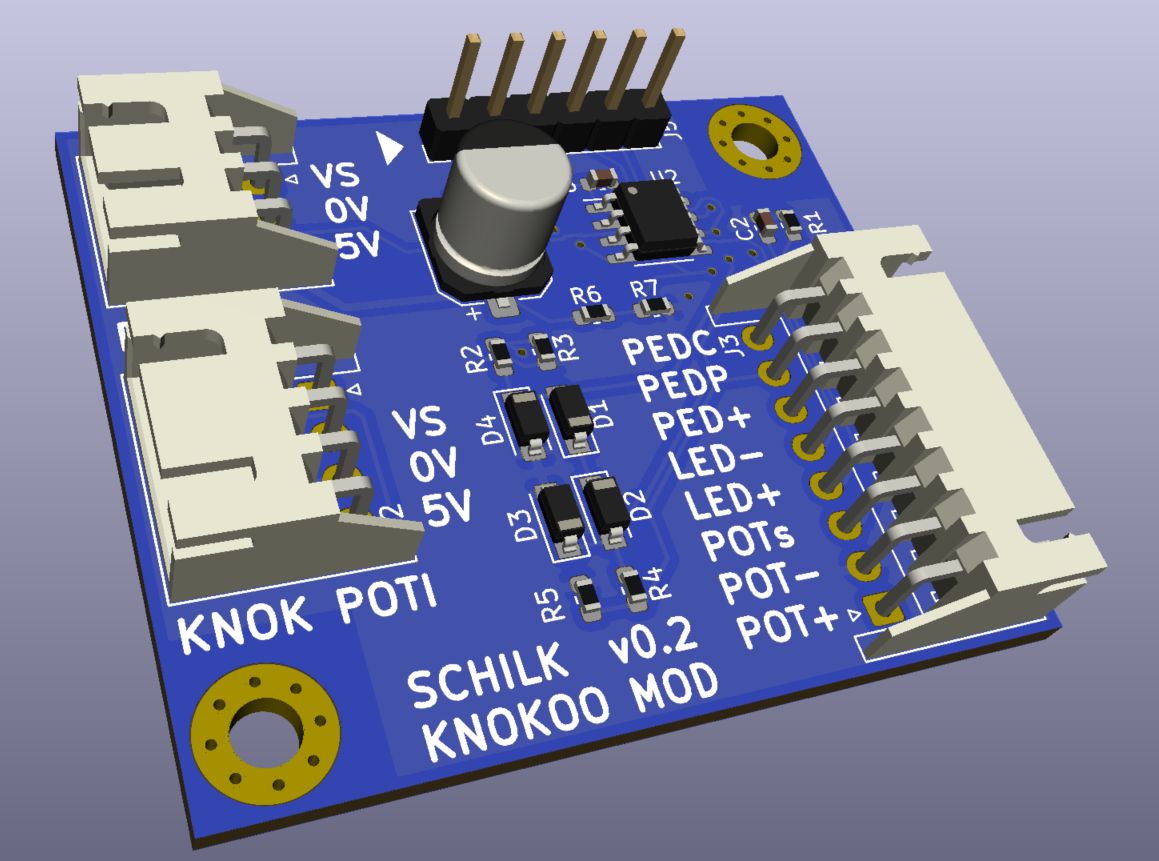 VS
0V
5V
U2
C2
R1
R6
R7
+
R2
R3
J3
PEDC
PEDP
PED+
LED-
LED+
POTs
POT-
POT+
D4
D1
VS
0V
5V
D3
D2
R5
R4
KNOK POTI
SCHILK v0.2
KNOKOO MOD